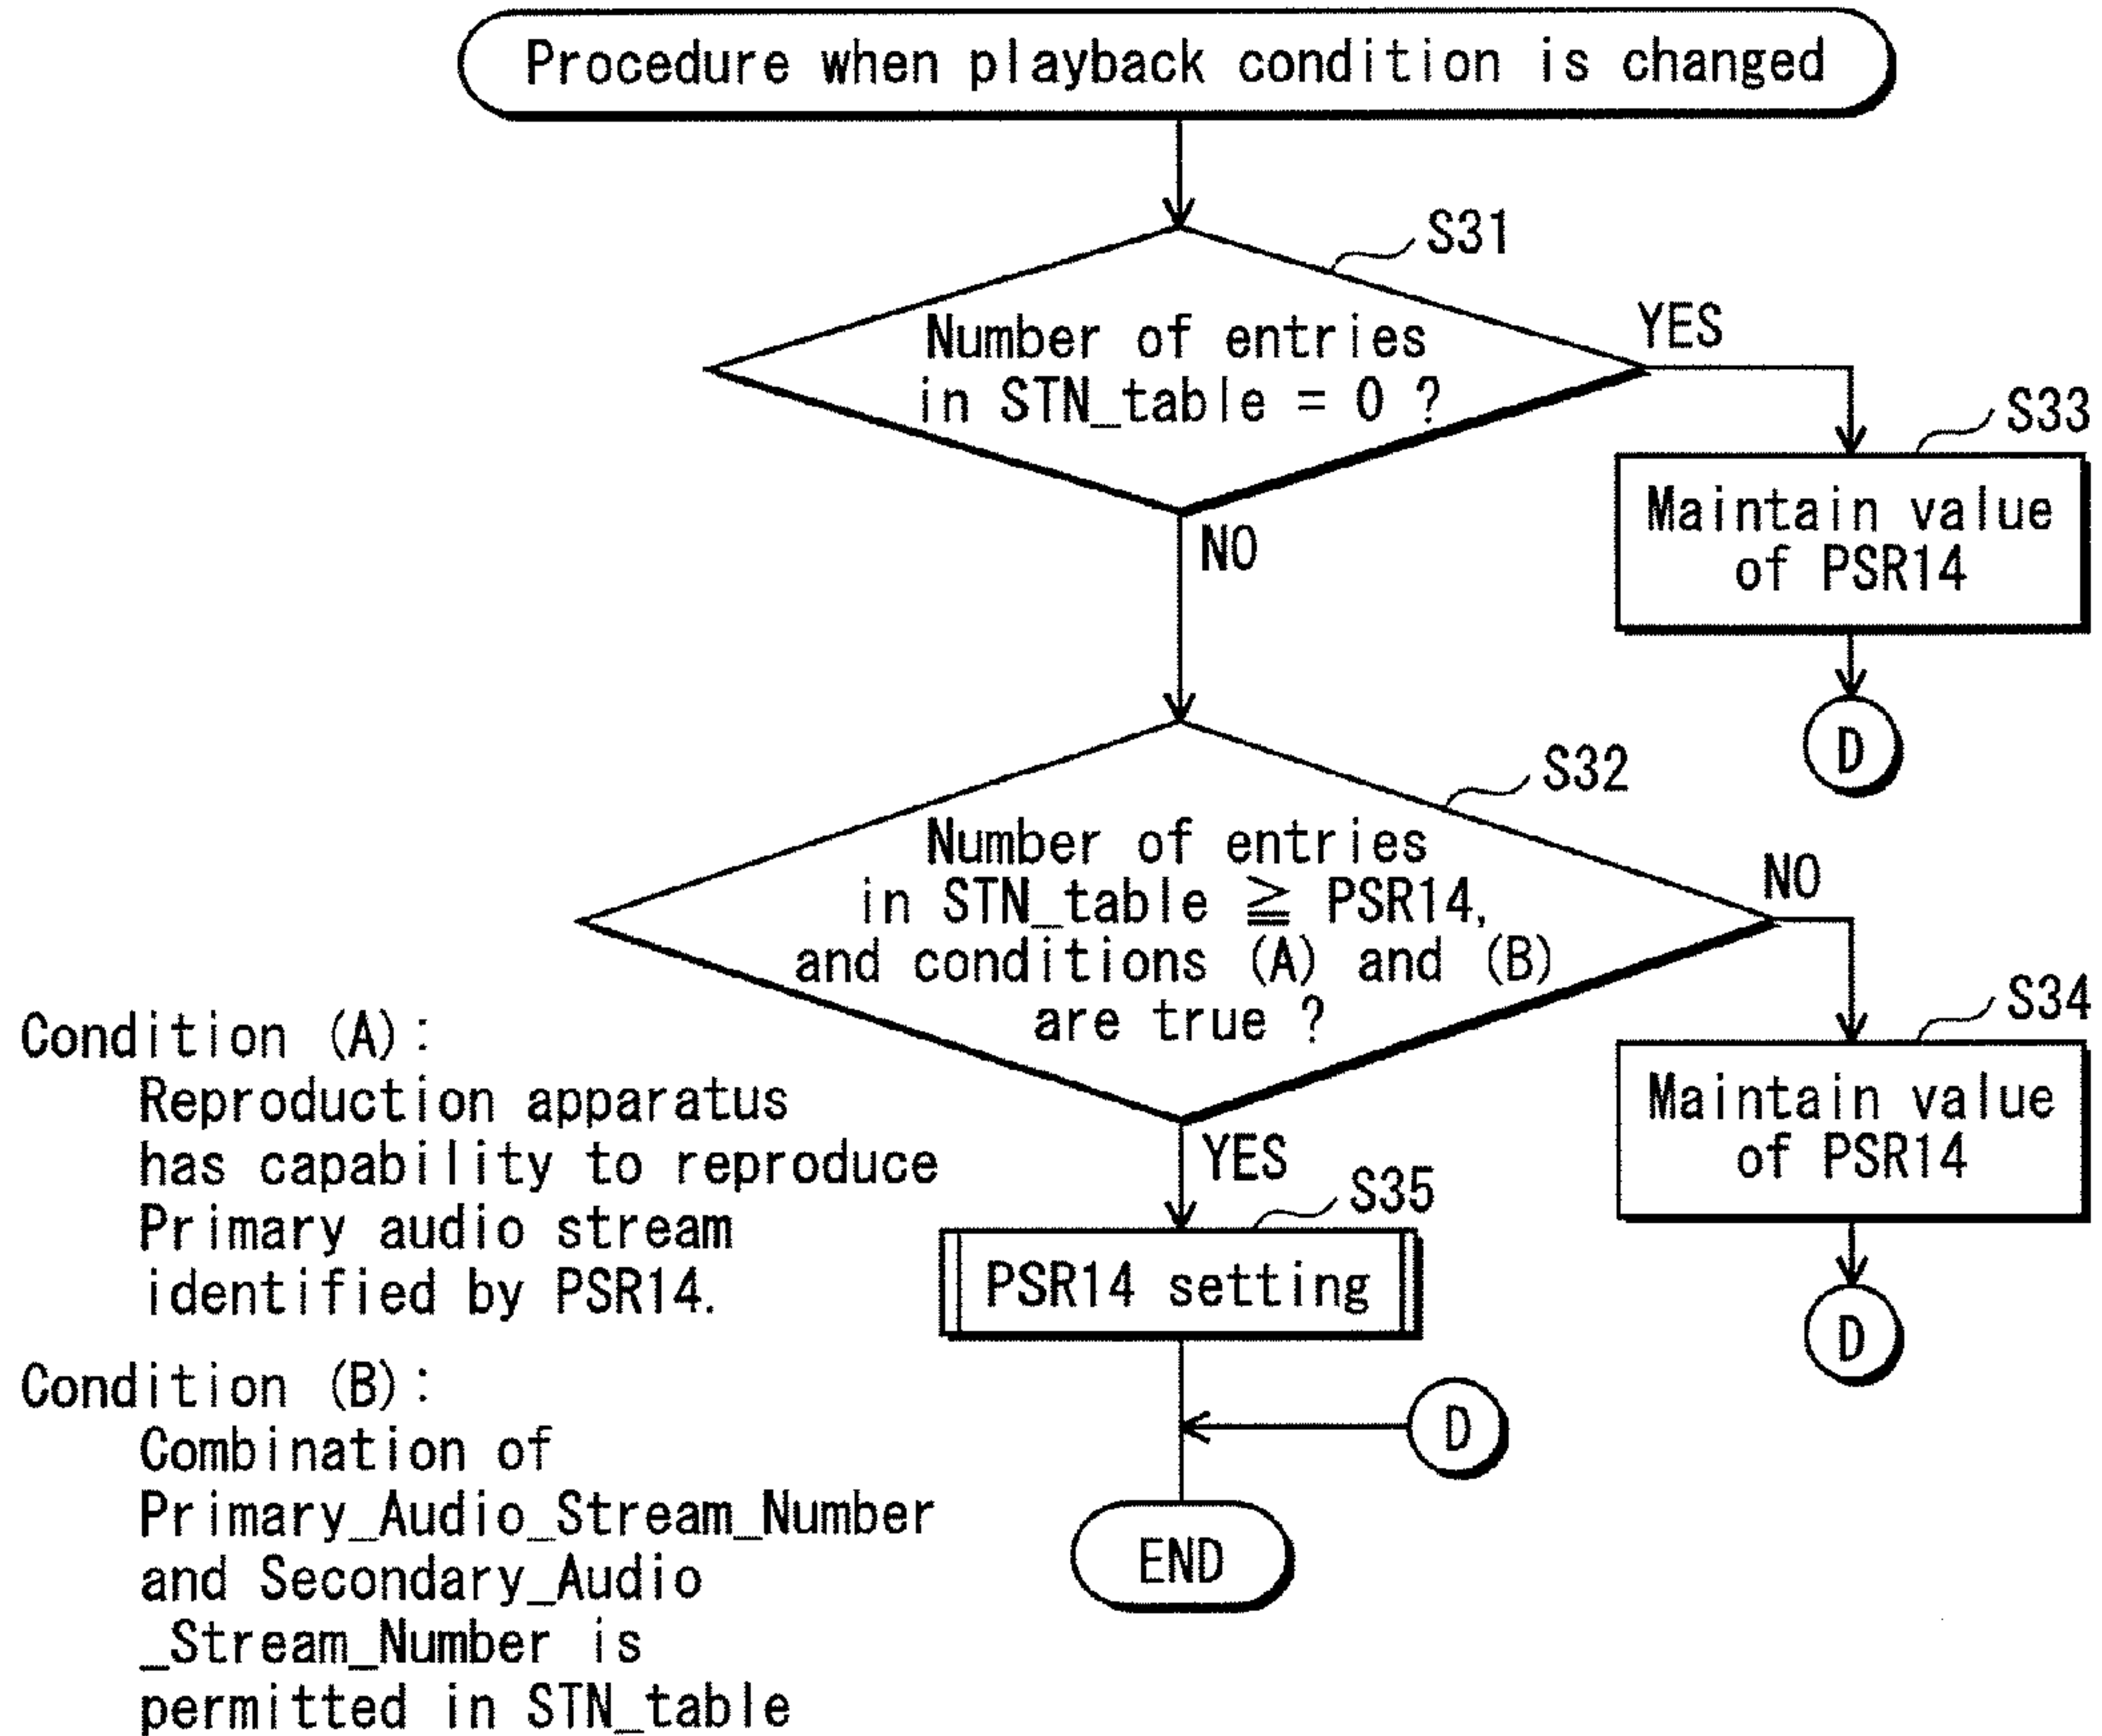 Procedure when playback condition is changed
S31
Number of entries
in STN_table = 0 ?
YES
S33
Maintain value
of PSR14
D
NO
S32
Number of entries
in STN_table ≧ PSR14,
and conditions (A) and (B)
are true ?
NO
S34
Maintain value
of PSR14
D
YES
S35
PSR14 setting
D
END
Condition (A):
Reproduction apparatus
has capability to reproduce
Primary audio stream
identified by PSR14.
Condition (B):
Combination of
Primary_Audio_Stream_Number
and Secondary_Audio
_Stream_Number is
permitted in STN_table